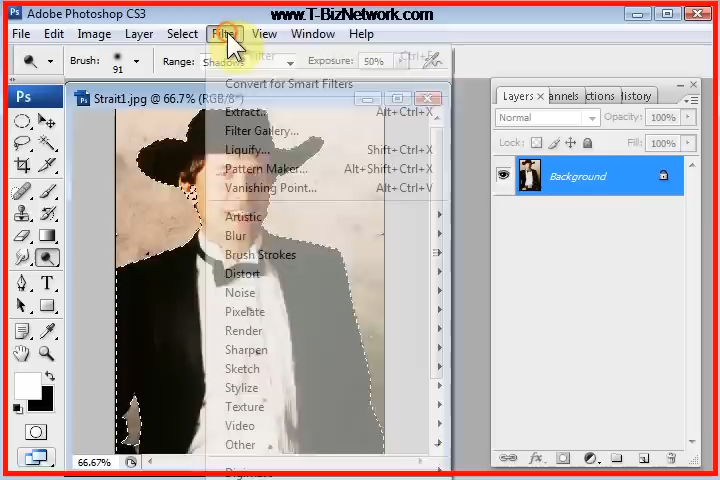 www.T-BizNetwork.com
Adobe Photoshop CS3
File Edit Image Layer Select Filter View Window Help
Brush: 91 Range: Shadows Exposure: 50%
Ps
Strait1.jpg @ 66.7% (RGB/8*)
Convert for Smart Filters
Extract... Alt+Ctrl+X
Filter Gallery...
Liquify... Shift+Ctrl+X
Pattern Maker... Alt+Shift+Ctrl+X
Vanishing Point... Alt+Ctrl+V
Artistic
Blur
Brush Strokes
Distort
Noise
Pixelate
Render
Sharpen
Sketch
Stylize
Texture
Video
Other
66.67%
Layers × annels ctions History
Normal Opacity: 100%
Lock: Fill: 100%
Background